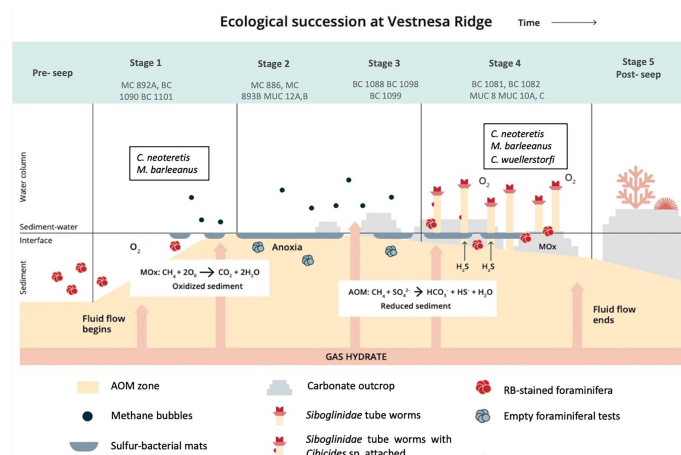 Ecological succession at Vestnesa Ridge
Time
Pre- seep
Stage 1
MC 892A, BC
1090 BC 1101
Stage 2
MC 886, MC
893B MUC 12A,B
Stage 3
BC 1088 BC 1098
BC 1099
Stage 4
BC 1081, BC 1082
MUC 8 MUC 10A, C
Stage 5
Post- seep
Water column
C. neoteretis
M. barleeanus
C. neoteretis
M. barleeanus
C. wuellerstorfi
O₂
O₂
Sediment-water
Interface
Sediment
O₂
Anoxia
MOx
H₂S
H₂S
MOx: CH₄ + 2O₂ → CO₂ + 2H₂O
Oxidized sediment
AOM: CH₄ + SO₄²⁻ → HCO₃⁻ + HS⁻ + H₂O
Reduced sediment
Fluid flow
begins
Fluid flow
ends
GAS HYDRATE
AOM zone
Carbonate outcrop
RB-stained foraminifera
Methane bubbles
Siboglinidae tube worms
Empty foraminiferal tests
Sulfur-bacterial mats
Siboglinidae tube worms with
Cibicides sp. attached